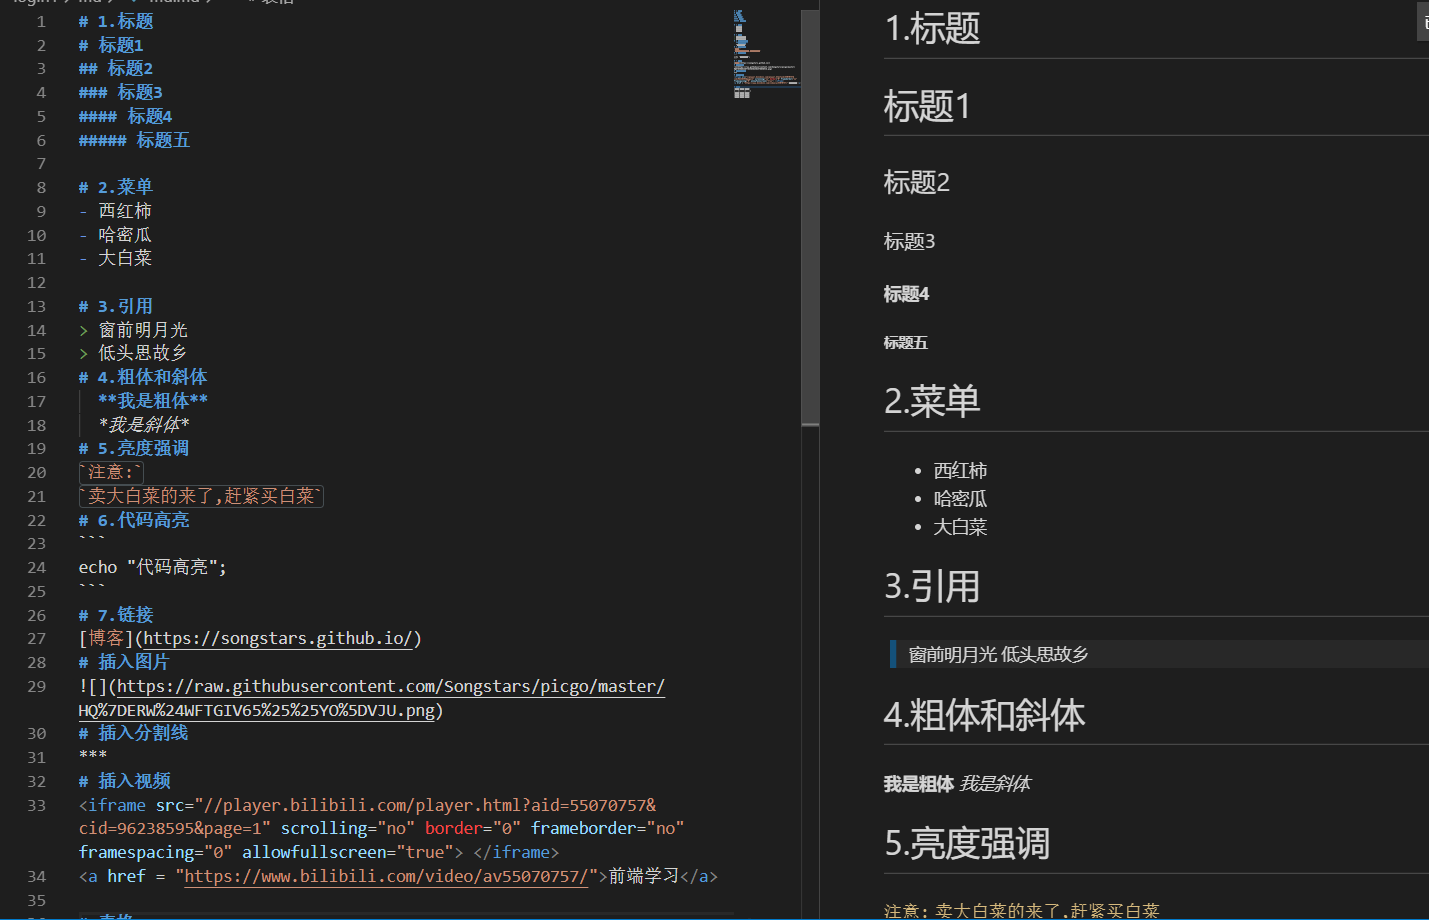 1 # 1.标题
2 # 标题1
3 ## 标题2
4 ### 标题3
5 #### 标题4
6 ##### 标题五
7
8 # 2.菜单
9 - 西红柿
10 - 哈密瓜
11 - 大白菜
12
13 # 3.引用
14 > 窗前明月光
15 > 低头思故乡
16 # 4.粗体和斜体
17 **我是粗体**
18 *我是斜体*
19 # 5.亮度强调
20 `注意:`
21 `卖大白菜的来了,赶紧买白菜`
22 # 6.代码高亮
23 ```
24 echo "代码高亮";
25 ```
26 # 7.链接
27 [博客](https://songstars.github.io/)
28 # 插入图片
29 ![](https://raw.githubusercontent.com/Songstars/picgo/master/
HQ%7DERW%24WFTGIV65%25%25YO%5DVJU.png)
30 # 插入分割线
31 ***
32 # 插入视频
33 <iframe src="//player.bilibili.com/player.html?aid=55070757&
cid=96238595&page=1" scrolling="no" border="0" frameborder="no"
framespacing="0" allowfullscreen="true"> </iframe>
34 <a href = "https://www.bilibili.com/video/av55070757/">前端学习</a>
35
1.标题
标题1
标题2
标题3
标题4
标题五
2.菜单
• 西红柿
• 哈密瓜
• 大白菜
3.引用
窗前明月光 低头思故乡
4.粗体和斜体
我是粗体 我是斜体
5.亮度强调
注意: 卖大白菜的来了,赶紧买白菜